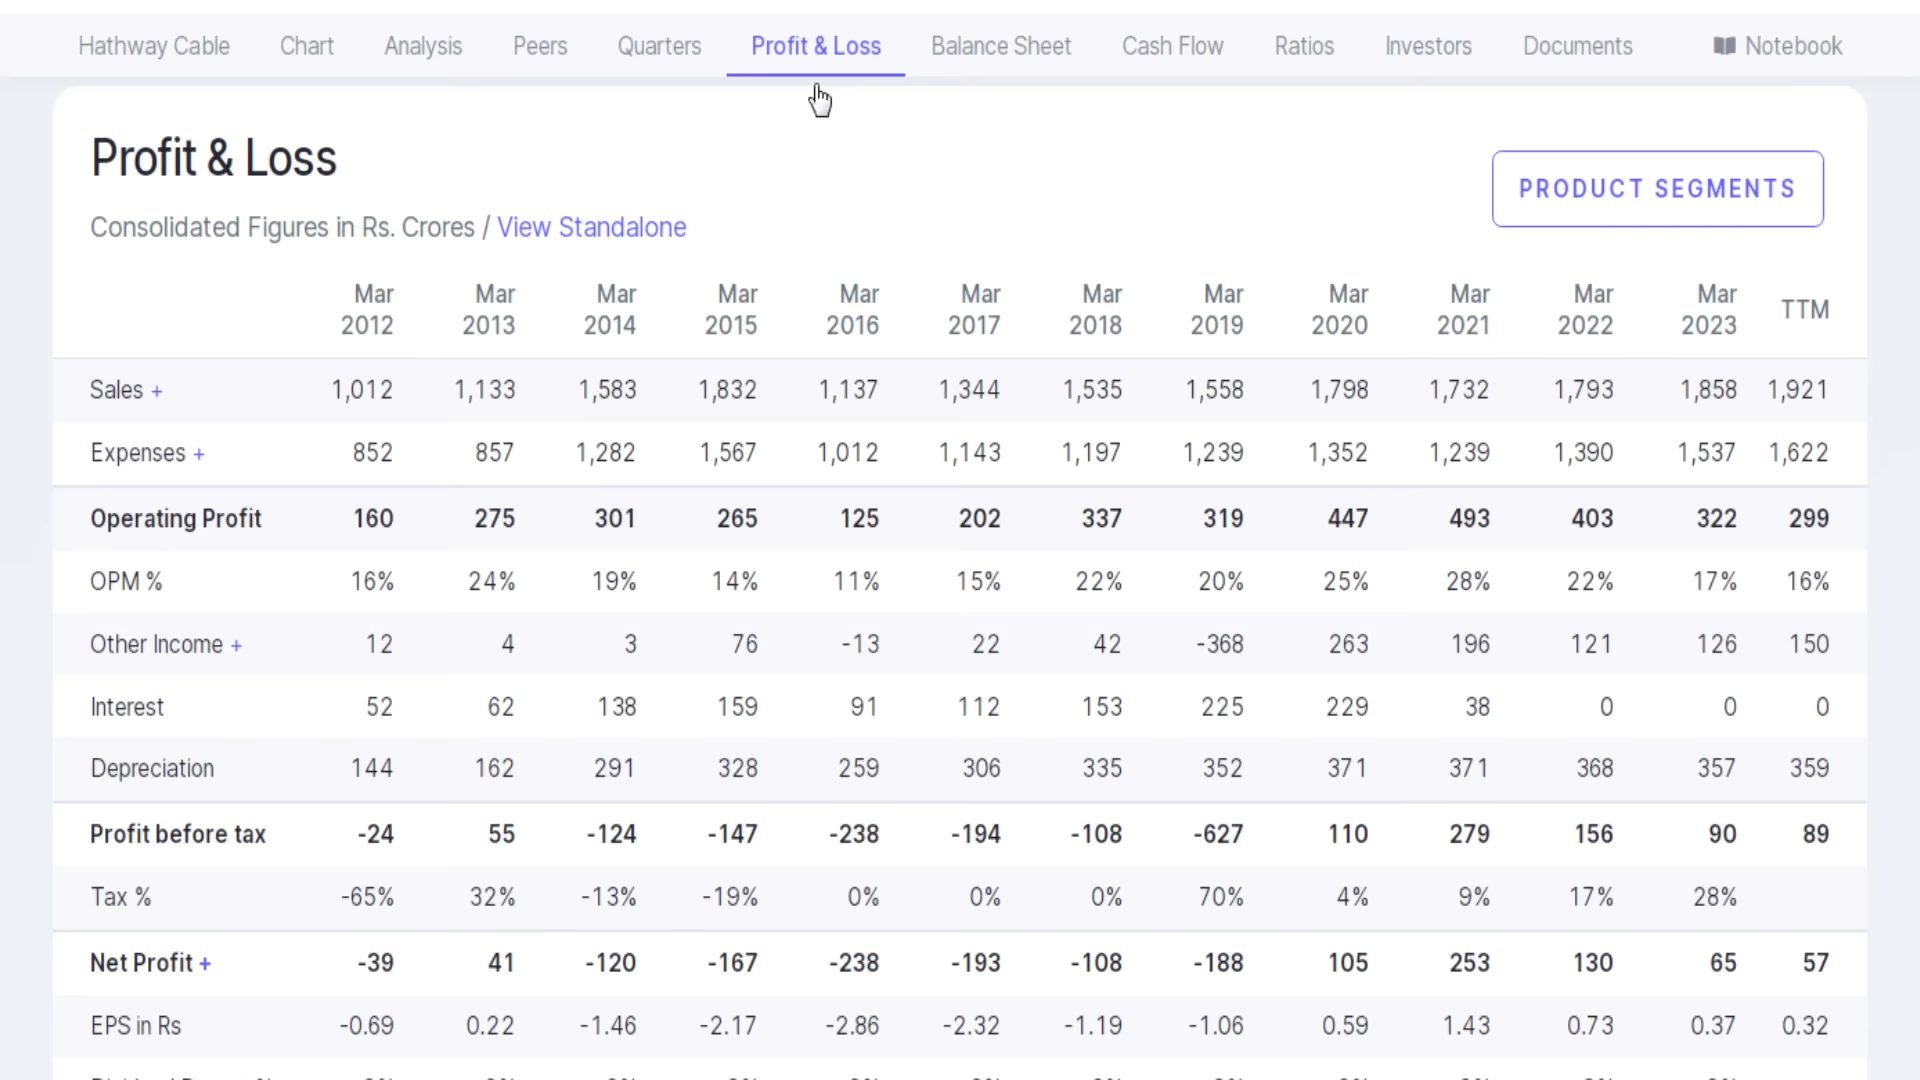 Hathway Cable Chart Analysis Peers Quarters Profit & Loss Balance Sheet Cash Flow Ratios Investors Documents Notebook
Profit & Loss
PRODUCT SEGMENTS
Consolidated Figures in Rs. Crores / View Standalone
Mar 2012 Mar 2013 Mar 2014 Mar 2015 Mar 2016 Mar 2017 Mar 2018 Mar 2019 Mar 2020 Mar 2021 Mar 2022 Mar 2023 TTM
Sales + 1,012 1,133 1,583 1,832 1,137 1,344 1,535 1,558 1,798 1,732 1,793 1,858 1,921
Expenses + 852 857 1,282 1,567 1,012 1,143 1,197 1,239 1,352 1,239 1,390 1,537 1,622
Operating Profit 160 275 301 265 125 202 337 319 447 493 403 322 299
OPM % 16% 24% 19% 14% 11% 15% 22% 20% 25% 28% 22% 17% 16%
Other Income + 12 4 3 76 -13 22 42 -368 263 196 121 126 150
Interest 52 62 138 159 91 112 153 225 229 38 0 0 0
Depreciation 144 162 291 328 259 306 335 352 371 371 368 357 359
Profit before tax -24 55 -124 -147 -238 -194 -108 -627 110 279 156 90 89
Tax % -65% 32% -13% -19% 0% 0% 0% 70% 4% 9% 17% 28%
Net Profit + -39 41 -120 -167 -238 -193 -108 -188 105 253 130 65 57
EPS in Rs -0.69 0.22 -1.46 -2.17 -2.86 -2.32 -1.19 -1.06 0.59 1.43 0.73 0.37 0.32